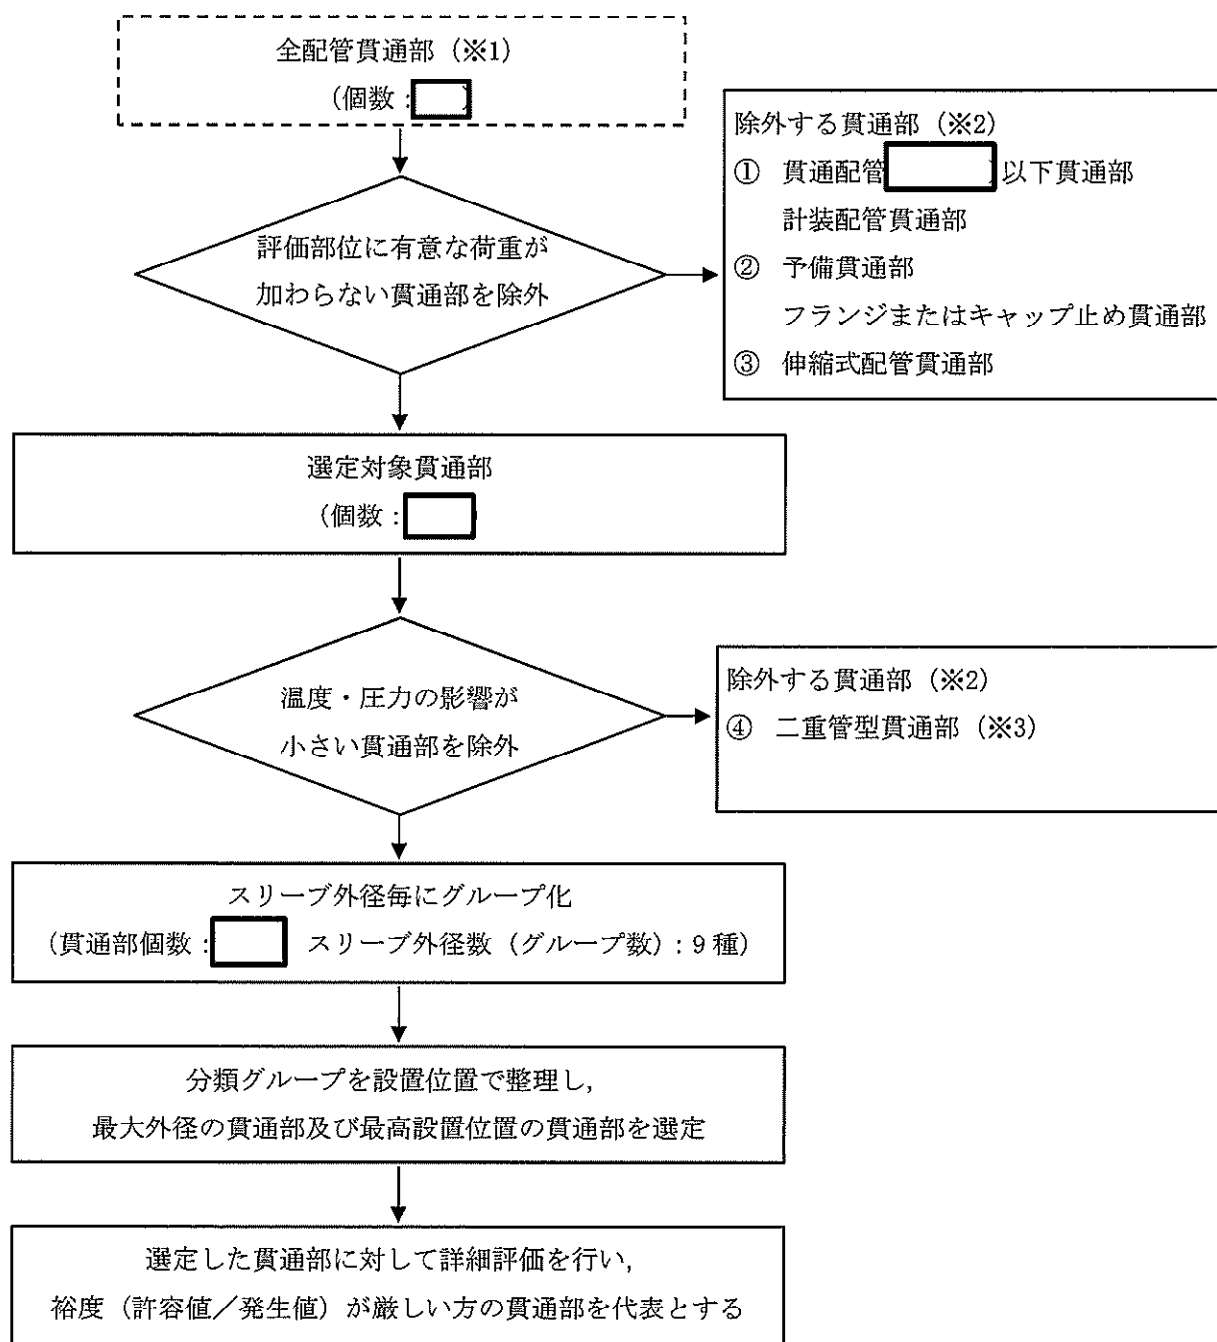 全配管貫通部（※1）
（個数：　）
除外する貫通部（※2）
① 貫通配管　　）以下貫通部
計装配管貫通部
② 予備貫通部
フランジまたはキャップ止め貫通部
③ 伸縮式配管貫通部
評価部位に有意な荷重が
加わらない貫通部を除外
選定対象貫通部
（個数：
温度・圧力の影響が
小さい貫通部を除外
除外する貫通部（※2）
④ 二重管型貫通部（※3）
スリーブ外径毎にグループ化
（貫通部個数：　スリーブ外径数（グループ数）：9種）
分類グループを設置位置で整理し，
最大外径の貫通部及び最高設置位置の貫通部を選定
選定した貫通部に対して詳細評価を行い，
裕度（許容値／発生値）が厳しい方の貫通部を代表とする